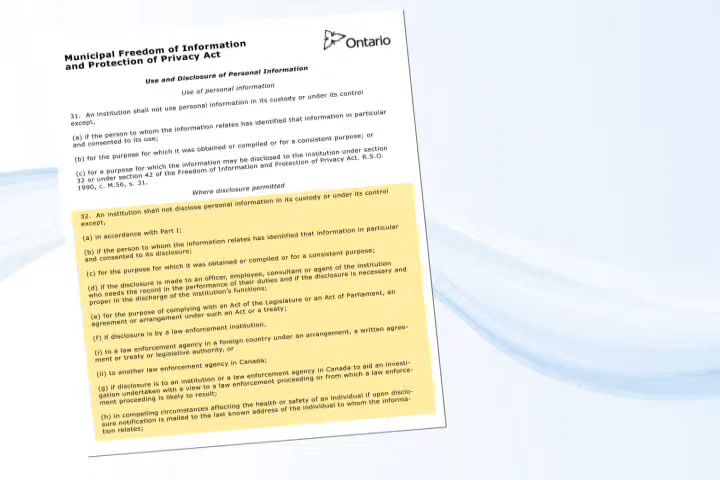 Municipal Freedom of Information
and Protection of Privacy Act
Ontario
Use and Disclosure of Personal Information
Use of personal information
31. An institution shall not use personal information in its custody or under its control
except,
(a) if the person to whom the information relates has identified that information in particular
and consented to its use;
(b) for the purpose for which it was obtained or compiled or for a consistent purpose; or
(c) for a purpose for which the information may be disclosed to the institution under section
32 or under section 42 of the Freedom of Information and Protection of Privacy Act. R.S.O.
1990, c. M.56, s. 31.
Where disclosure permitted
32. An institution shall not disclose personal information in its custody or under its control
except,
(a) in accordance with Part I;
(b) if the person to whom the information relates has identified that information in particular
and consented to its disclosure;
(c) for the purpose for which it was obtained or compiled or for a consistent purpose;
(d) if the disclosure is made to an officer, employee, consultant or agent of the institution
who needs the record in the performance of their duties and if the disclosure is necessary and
proper in the discharge of the institution's functions;
(e) for the purpose of complying with an Act of the Legislature or an Act of Parliament, an
agreement or arrangement under such an Act or a treaty;
(f) if disclosure is by a law enforcement institution,
(i) to a law enforcement agency in a foreign country under an arrangement, a written agree-
ment or treaty or legislative authority, or
(ii) to another law enforcement agency in Canada;
(g) if disclosure is to an institution or a law enforcement agency in Canada to aid an investi-
gation undertaken with a view to a law enforcement proceeding or from which a law enforce-
ment proceeding is likely to result;
(h) in compelling circumstances affecting the health or safety of an individual if upon disclo-
sure notification is mailed to the last known address of the individual to whom the informa-
tion relates;